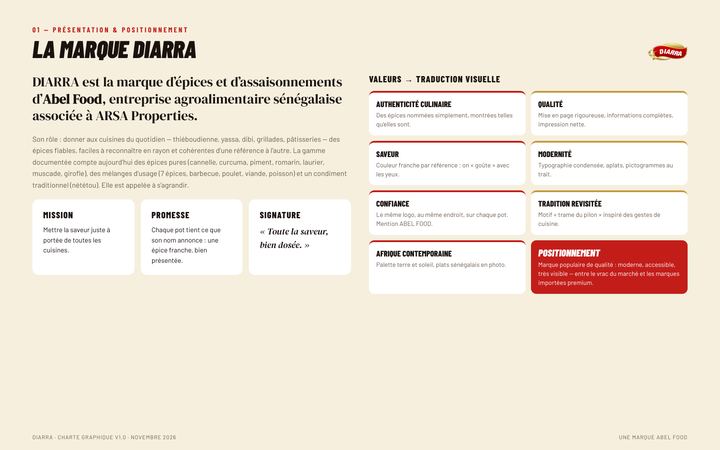 01 — PRÉSENTATION & POSITIONNEMENT
LA MARQUE DIARRA
DIARRA
DIARRA est la marque d'épices et d'assaisonnements
d'Abel Food, entreprise agroalimentaire sénégalaise
associée à ARSA Properties.
Son rôle : donner aux cuisines du quotidien — thiéboudienne, yassa, dibi, grillades, pâtisseries — des
épices fiables, faciles à reconnaître en rayon et cohérentes d'une référence à l'autre. La gamme
documentée compte aujourd'hui des épices pures (cannelle, curcuma, piment, romarin, laurier,
muscade, girofle), des mélanges d'usage (7 épices, barbecue, poulet, viande, poisson) et un condiment
traditionnel (nététou). Elle est appelée à s'agrandir.
MISSION
Mettre la saveur juste à
portée de toutes les
cuisines.
PROMESSE
Chaque pot tient ce que
son nom annonce : une
épice franche, bien
présentée.
SIGNATURE
« Toute la saveur,
bien dosée. »
VALEURS → TRADUCTION VISUELLE
AUTHENTICITÉ CULINAIRE
Des épices nommées simplement, montrées telles
qu'elles sont.
QUALITÉ
Mise en page rigoureuse, informations complètes,
impression nette.
SAVEUR
Couleur franche par référence : on « goûte » avec
les yeux.
MODERNITÉ
Typographie condensée, aplats, pictogrammes au
trait.
CONFIANCE
Le même logo, au même endroit, sur chaque pot.
Mention ABEL FOOD.
TRADITION REVISITÉE
Motif « trame du pilon » inspiré des gestes de
cuisine.
AFRIQUE CONTEMPORAINE
Palette terre et soleil, plats sénégalais en photo.
POSITIONNEMENT
Marque populaire de qualité : moderne, accessible,
très visible — entre le vrac du marché et les marques
importées premium.
DIARRA · CHARTE GRAPHIQUE V1.0 · NOVEMBRE 2026
UNE MARQUE ABEL FOOD